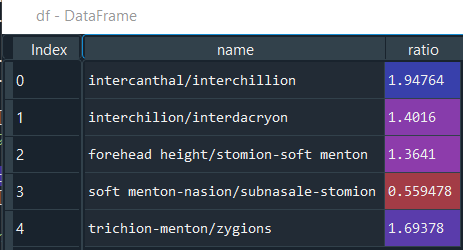 df - DataFrame
Index name ratio
0 intercanthal/interchillion 1.94764
1 interchilion/interdacryon 1.4016
2 forehead height/stomion-soft menton 1.3641
3 soft menton-nasion/subnasale-stomion 0.559478
4 trichion-menton/zygions 1.69378